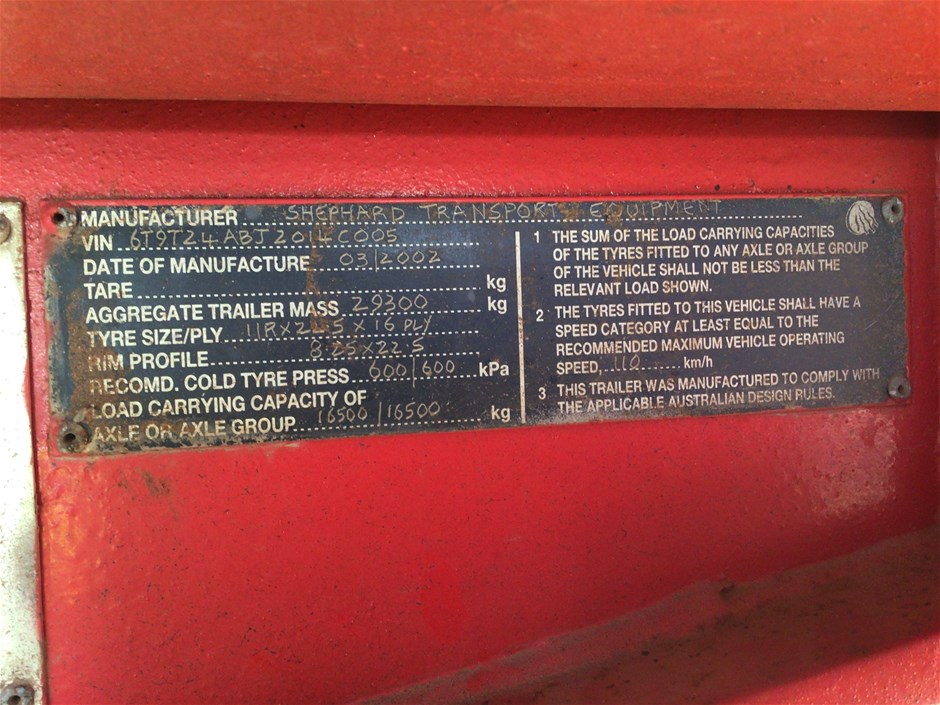 MANUFACTURER SHEPHARD TRANSPORTS EQUIPMENT
VIN 6T9T24ABJ2014C005
DATE OF MANUFACTURE 03/2002
TARE kg
AGGREGATE TRAILER MASS 29300 kg
TYRE SIZE/PLY 11RX22.5 X 16 PLY
RIM PROFILE 8.25X22.5
RECOMD. COLD TYRE PRESS 600/600 kPa
LOAD CARRYING CAPACITY OF
AXLE OR AXLE GROUP 16500/16500 kg
1 THE SUM OF THE LOAD CARRYING CAPACITIES
OF THE TYRES FITTED TO ANY AXLE OR AXLE GROUP
OF THE VEHICLE SHALL NOT BE LESS THAN THE
RELEVANT LOAD SHOWN.
2 THE TYRES FITTED TO THIS VEHICLE SHALL HAVE A
SPEED CATEGORY AT LEAST EQUAL TO THE
RECOMMENDED MAXIMUM VEHICLE OPERATING
SPEED, 110 km/h
3 THIS TRAILER WAS MANUFACTURED TO COMPLY WITH
THE APPLICABLE AUSTRALIAN DESIGN RULES.